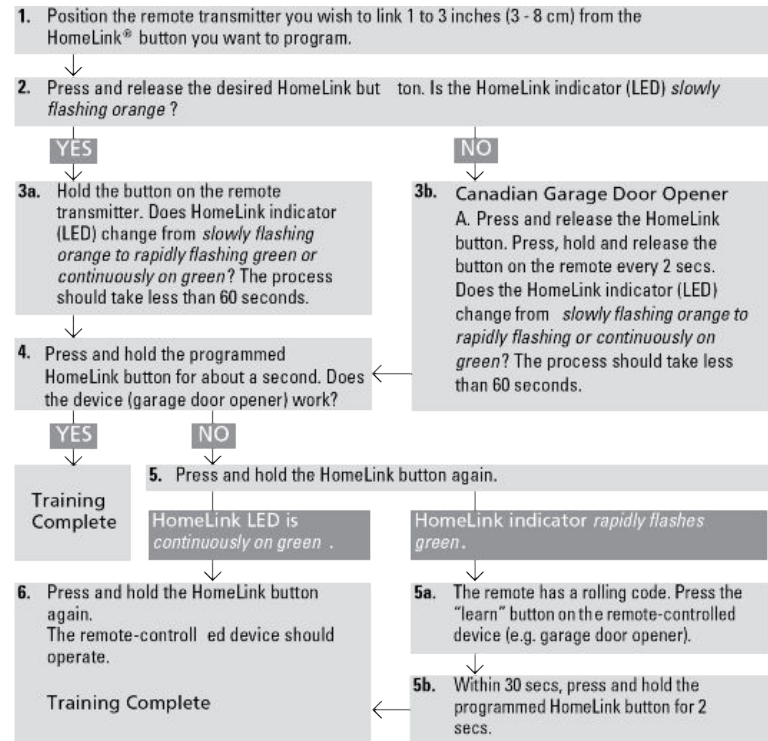 1. Position the remote transmitter you wish to link 1 to 3 inches (3 - 8 cm) from the
HomeLink® button you want to program.
2. Press and release the desired HomeLink but ton. Is the HomeLink indicator (LED) slowly
flashing orange ?
YES
NO
3a. Hold the button on the remote
transmitter. Does HomeLink indicator
(LED) change from slowly flashing
orange to rapidly flashing green or
continuously on green? The process
should take less than 60 seconds.
3b. Canadian Garage Door Opener
A. Press and release the HomeLink
button. Press, hold and release the
button on the remote every 2 secs.
Does the HomeLink indicator (LED)
change from slowly flashing orange to
rapidly flashing or continuously on
green? The process should take less
than 60 seconds.
4. Press and hold the programmed
HomeLink button for about a second. Does
the device (garage door opener) work?
YES
NO
Training
Complete
5. Press and hold the HomeLink button again.
HomeLink LED is
continuously on green .
HomeLink indicator rapidly flashes
green.
6. Press and hold the HomeLink button
again.
The remote-controll ed device should
operate.
Training Complete
5a. The remote has a rolling code. Press the
“learn” button on the remote-controlled
device (e.g. garage door opener).
5b. Within 30 secs, press and hold the
programmed HomeLink button for 2
secs.